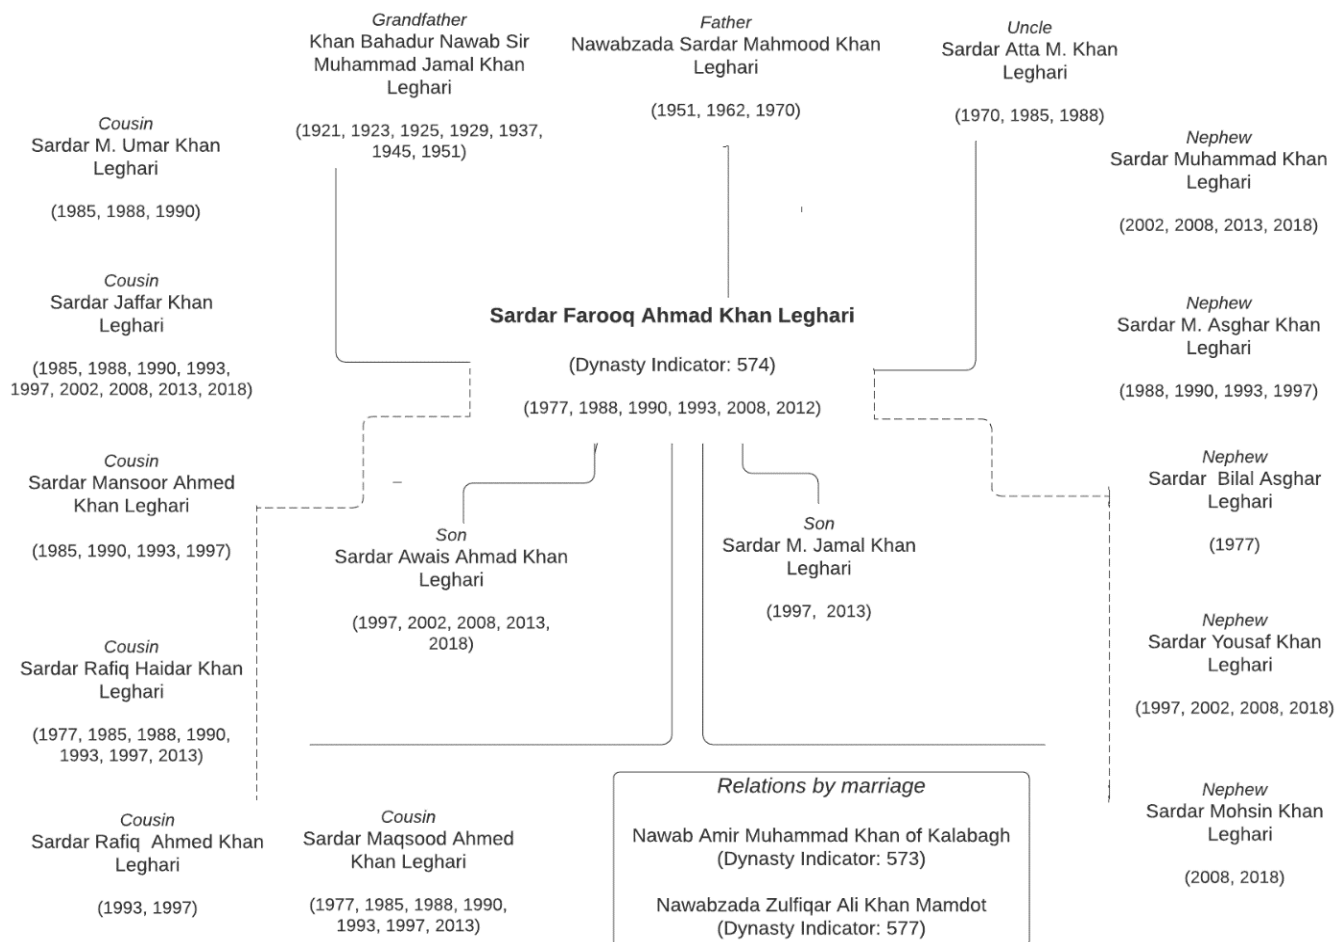 Grandfather
Khan Bahadur Nawab Sir
Muhammad Jamal Khan
Leghari
(1921, 1923, 1925, 1929, 1937,
1945, 1951)
Father
Nawabzada Sardar Mahmood Khan
Leghari
(1951, 1962, 1970)
Uncle
Sardar Atta M. Khan
Leghari
(1970, 1985, 1988)
Cousin
Sardar M. Umar Khan
Leghari
(1985, 1988, 1990)
Cousin
Sardar Jaffar Khan
Leghari
(1985, 1988, 1990, 1993,
1997, 2002, 2008, 2013, 2018)
Cousin
Sardar Mansoor Ahmed
Khan Leghari
(1985, 1990, 1993, 1997)
Cousin
Sardar Rafiq Haidar Khan
Leghari
(1977, 1985, 1988, 1990,
1993, 1997, 2013)
Cousin
Sardar Rafiq Ahmed Khan
Leghari
(1993, 1997)
Cousin
Sardar Maqsood Ahmed
Khan Leghari
(1977, 1985, 1988, 1990,
1993, 1997, 2013)
Sardar Farooq Ahmad Khan Leghari
(Dynasty Indicator: 574)
(1977, 1988, 1990, 1993, 2008, 2012)
Son
Sardar Awais Ahmad Khan
Leghari
(1997, 2002, 2008, 2013,
2018)
Son
Sardar M. Jamal Khan
Leghari
(1997, 2013)
Relations by marriage
Nawab Amir Muhammad Khan of Kalabagh
(Dynasty Indicator: 573)
Nawabzada Zulfiqar Ali Khan Mamdot
(Dynasty Indicator: 577)
Nephew
Sardar Muhammad Khan
Leghari
(2002, 2008, 2013, 2018)
Nephew
Sardar M. Asghar Khan
Leghari
(1988, 1990, 1993, 1997)
Nephew
Sardar Bilal Asghar
Leghari
(1977)
Nephew
Sardar Yousaf Khan
Leghari
(1997, 2002, 2008, 2018)
Nephew
Sardar Mohsin Khan
Leghari
(2008, 2018)